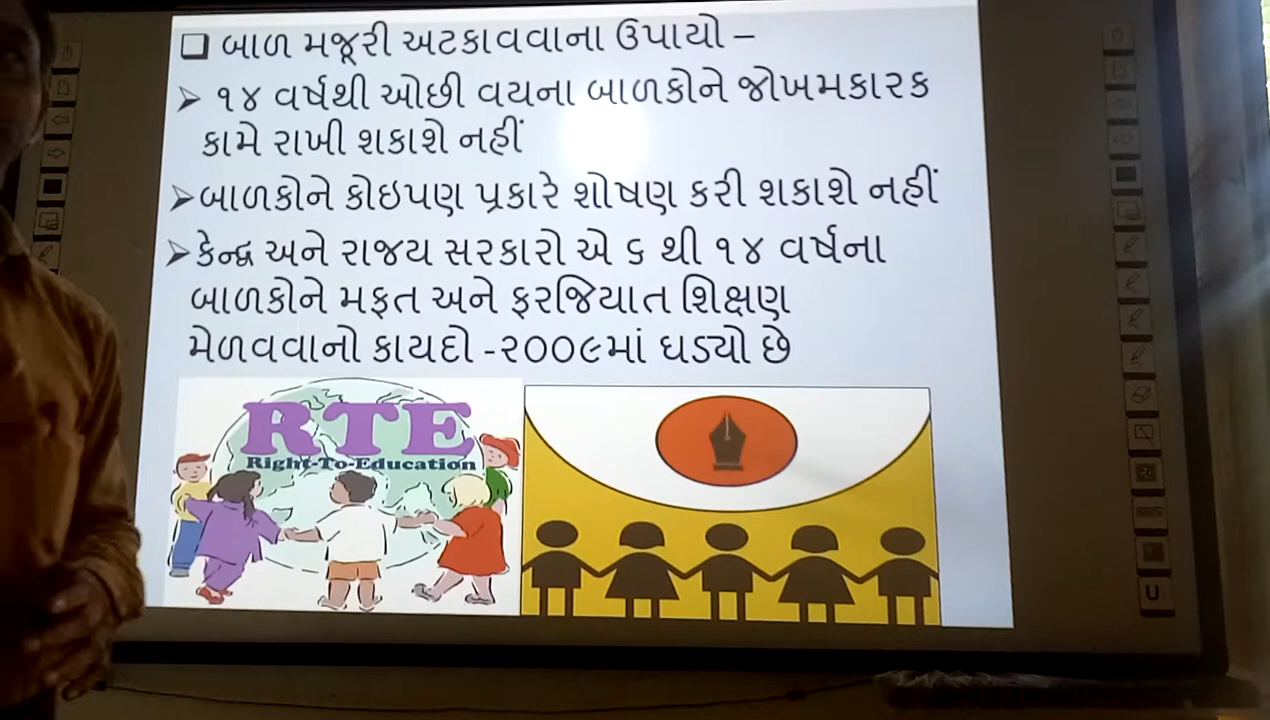 ❑ બાળ મજૂરી અટકાવવાના ઉપાયો –
➢ ૧૪ વર્ષથી ઓછી વયના બાળકોને જોખમકારક
કામે રાખી શકાશે નહીં
➢ બાળકોને કોઇપણ પ્રકારે શોષણ કરી શકાશે નહીં
➢ કેન્દ્ર અને રાજય સરકારો એ ૬ થી ૧૪ વર્ષના
બાળકોને મફત અને ફરજિયાત શિક્ષણ
મેળવવાનો કાયદો -૨૦૦૯માં ઘડ્યો છે
RTE
Right-To-Education